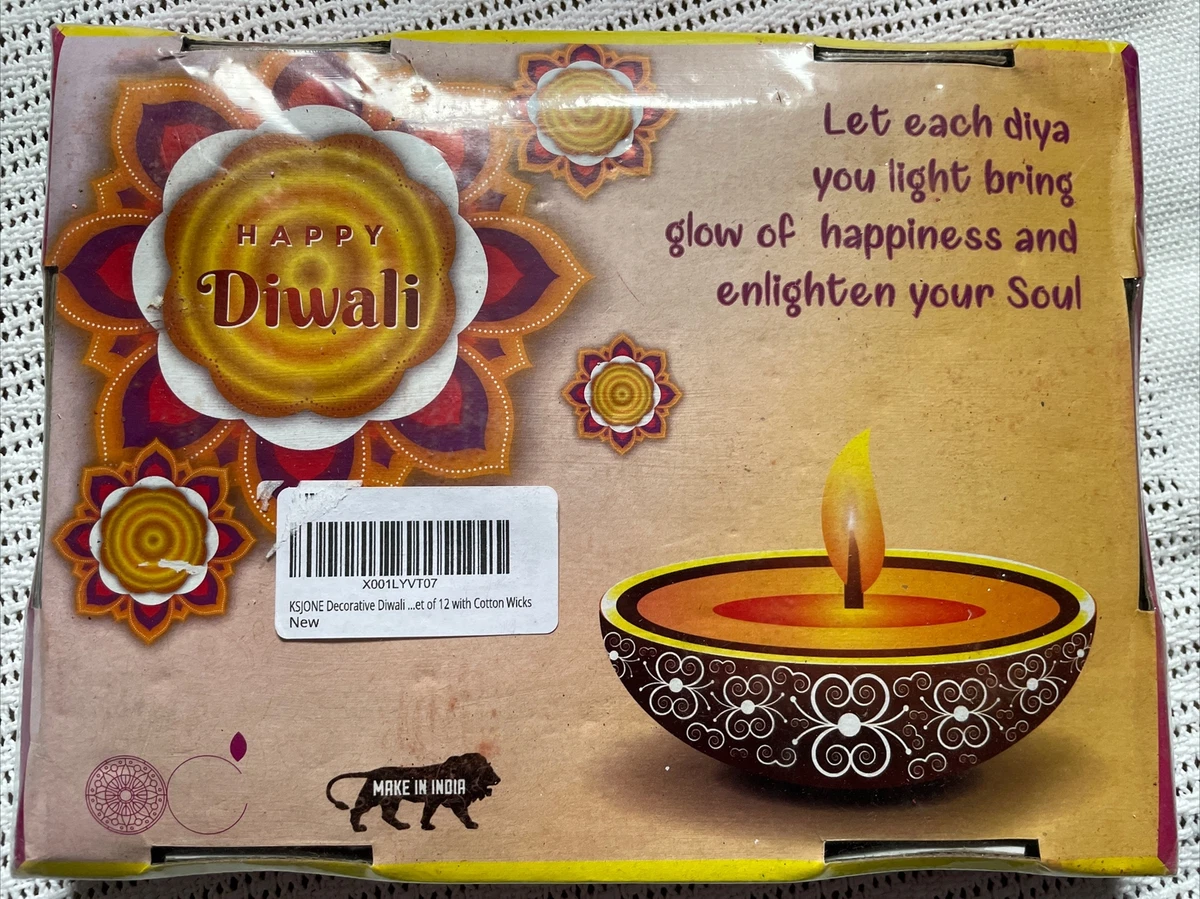 HAPPY
Diwali
Let each diya
you light bring
glow of happiness and
enlighten your Soul
X001LYVT07
KSJONE Decorative Diwali ...et of 12 with Cotton Wicks
New
MAKE IN INDIA